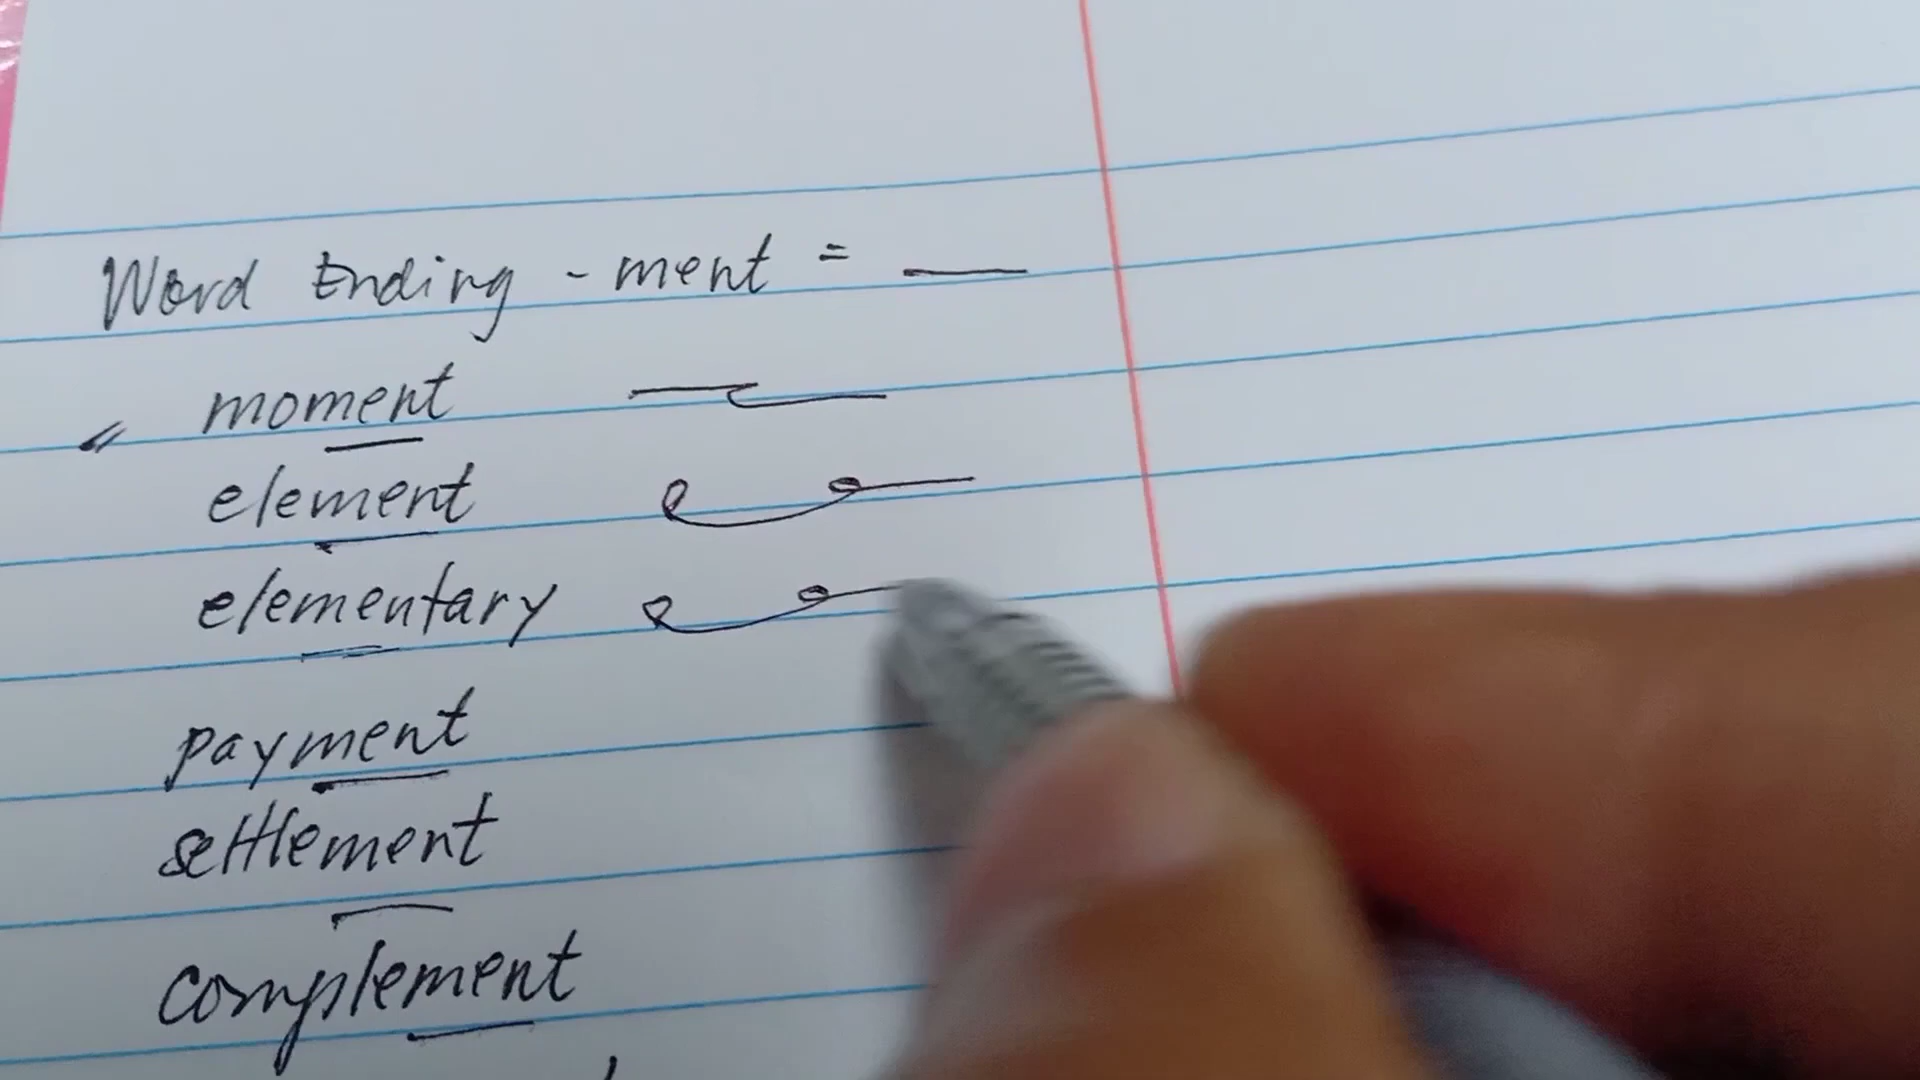 Word Ending - ment = —
moment
element
elementary
payment
settlement
complement